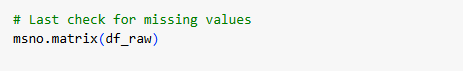 # Last check for missing values
msno.matrix(df_raw)